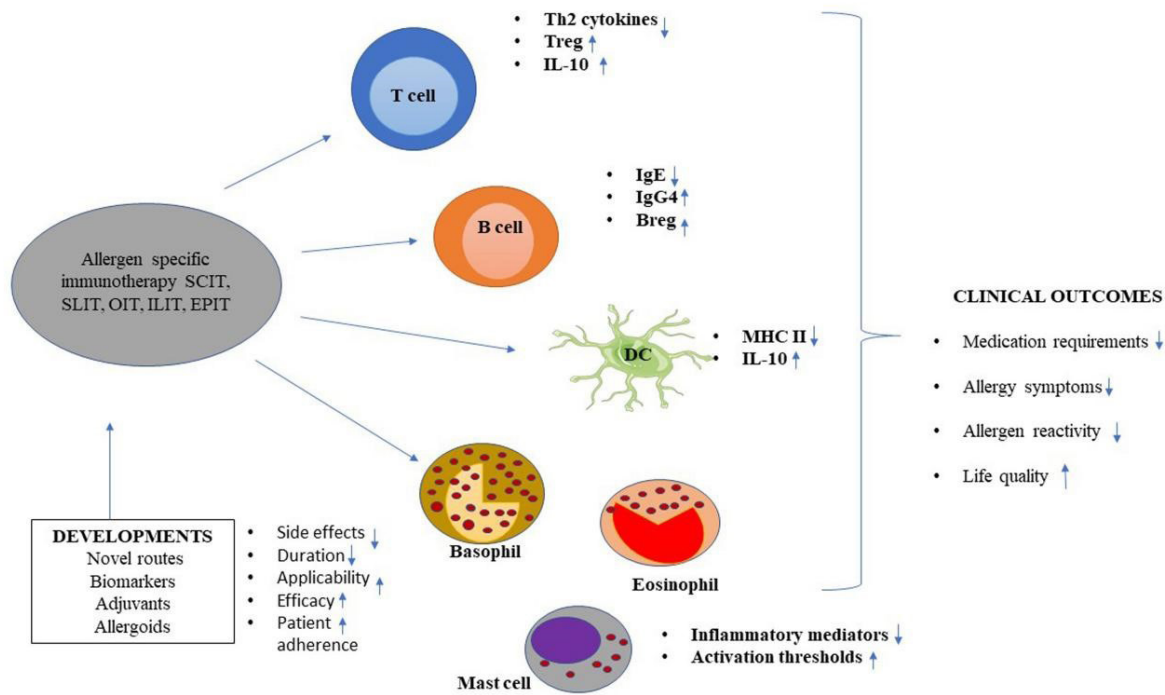 • Th2 cytokines ↓
• Treg ↑
• IL-10 ↑
T cell
• IgE ↓
• IgG4 ↑
• Breg ↑
B cell
Allergen specific
immunotherapy SCIT,
SLIT, OIT, ILIT, EPIT
• MHC II ↓
• IL-10 ↑
DC
CLINICAL OUTCOMES
• Medication requirements ↓
• Allergy symptoms ↓
• Allergen reactivity ↓
• Life quality ↑
DEVELOPMENTS
Novel routes
Biomarkers
Adjuvants
Allergoids
• Side effects ↓
• Duration ↓
• Applicability ↑
• Efficacy ↑
• Patient ↑
adherence
Basophil
Eosinophil
Mast cell
• Inflammatory mediators ↓
• Activation thresholds ↑